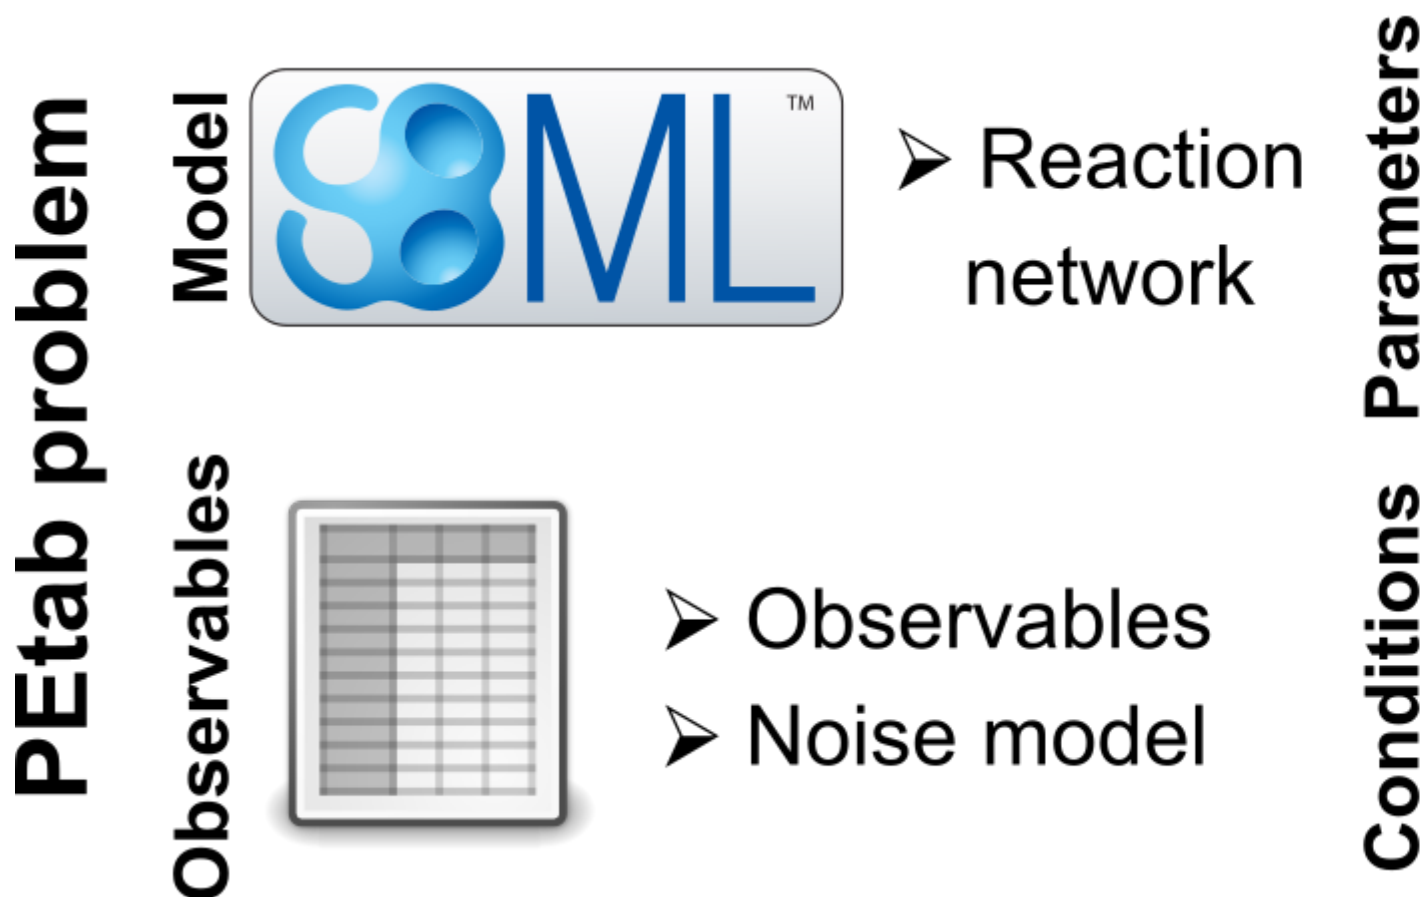 PEtab problem
Model
SBML
TM
➢ Reaction
network
Parameters
Observables
➢ Observables
➢ Noise model
Conditions